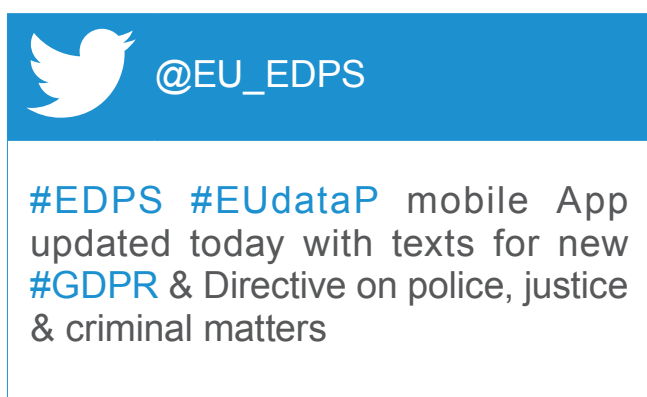 @EU_EDPS
#EDPS #EUdataP mobile App
updated today with texts for new
#GDPR & Directive on police, justice
& criminal matters